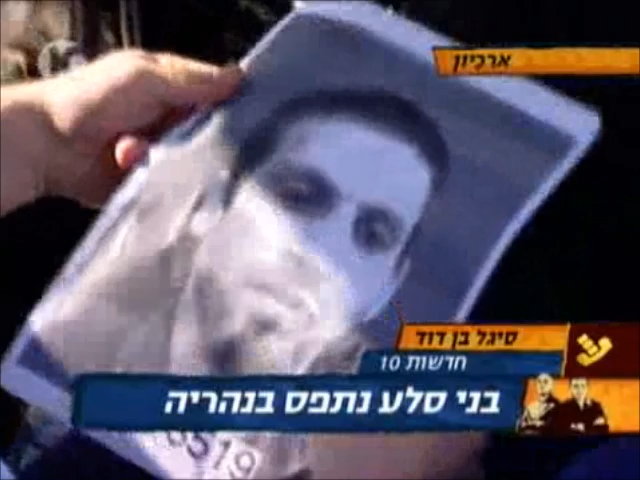 ארכיון
סיגל בן דוד
חדשות 10
בני סלע נתפס בנהריה